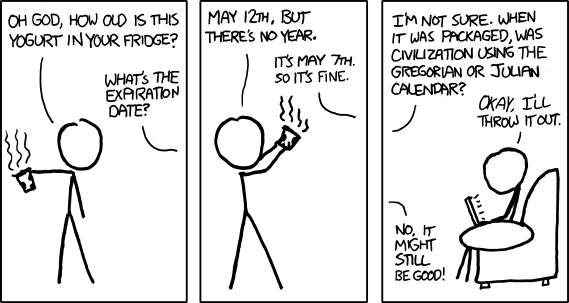 OH GOD, HOW OLD IS THIS
YOGURT IN YOUR FRIDGE?
WHAT'S THE
EXPIRATION
DATE?
MAY 12TH, BUT
THERE'S NO YEAR.
IT'S MAY 7TH.
SO IT'S FINE.
I'M NOT SURE. WHEN
IT WAS PACKAGED, WAS
CIVILIZATION USING THE
GREGORIAN OR JULIAN
CALENDAR?
OKAY, I'LL
THROW IT OUT.
NO, IT
MIGHT
STILL
BE GOOD!